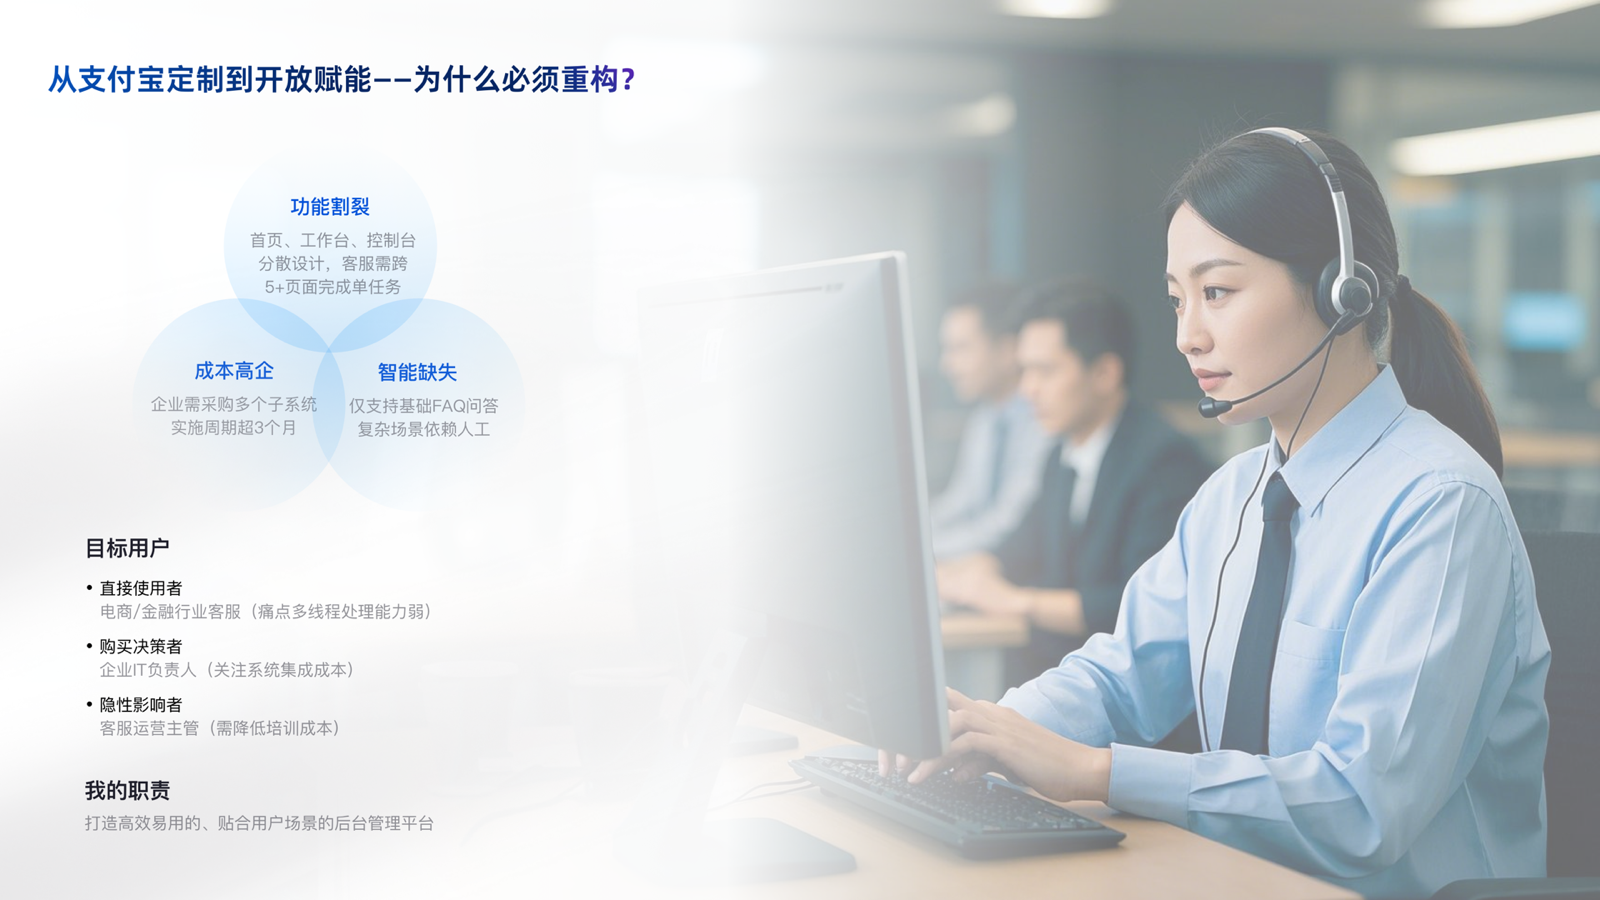 从支付宝定制到开放赋能——为什么必须重构？
功能割裂
首页、工作台、控制台
分散设计，客服需跨
5+页面完成单任务
成本高企
企业需采购多个子系统
实施周期超3个月
智能缺失
仅支持基础FAQ问答
复杂场景依赖人工
目标用户
• 直接使用者
电商/金融行业客服（痛点多线程处理能力弱）
• 购买决策者
企业IT负责人（关注系统集成成本）
• 隐性影响者
客服运营主管（需降低培训成本）
我的职责
打造高效易用的、贴合用户场景的后台管理平台